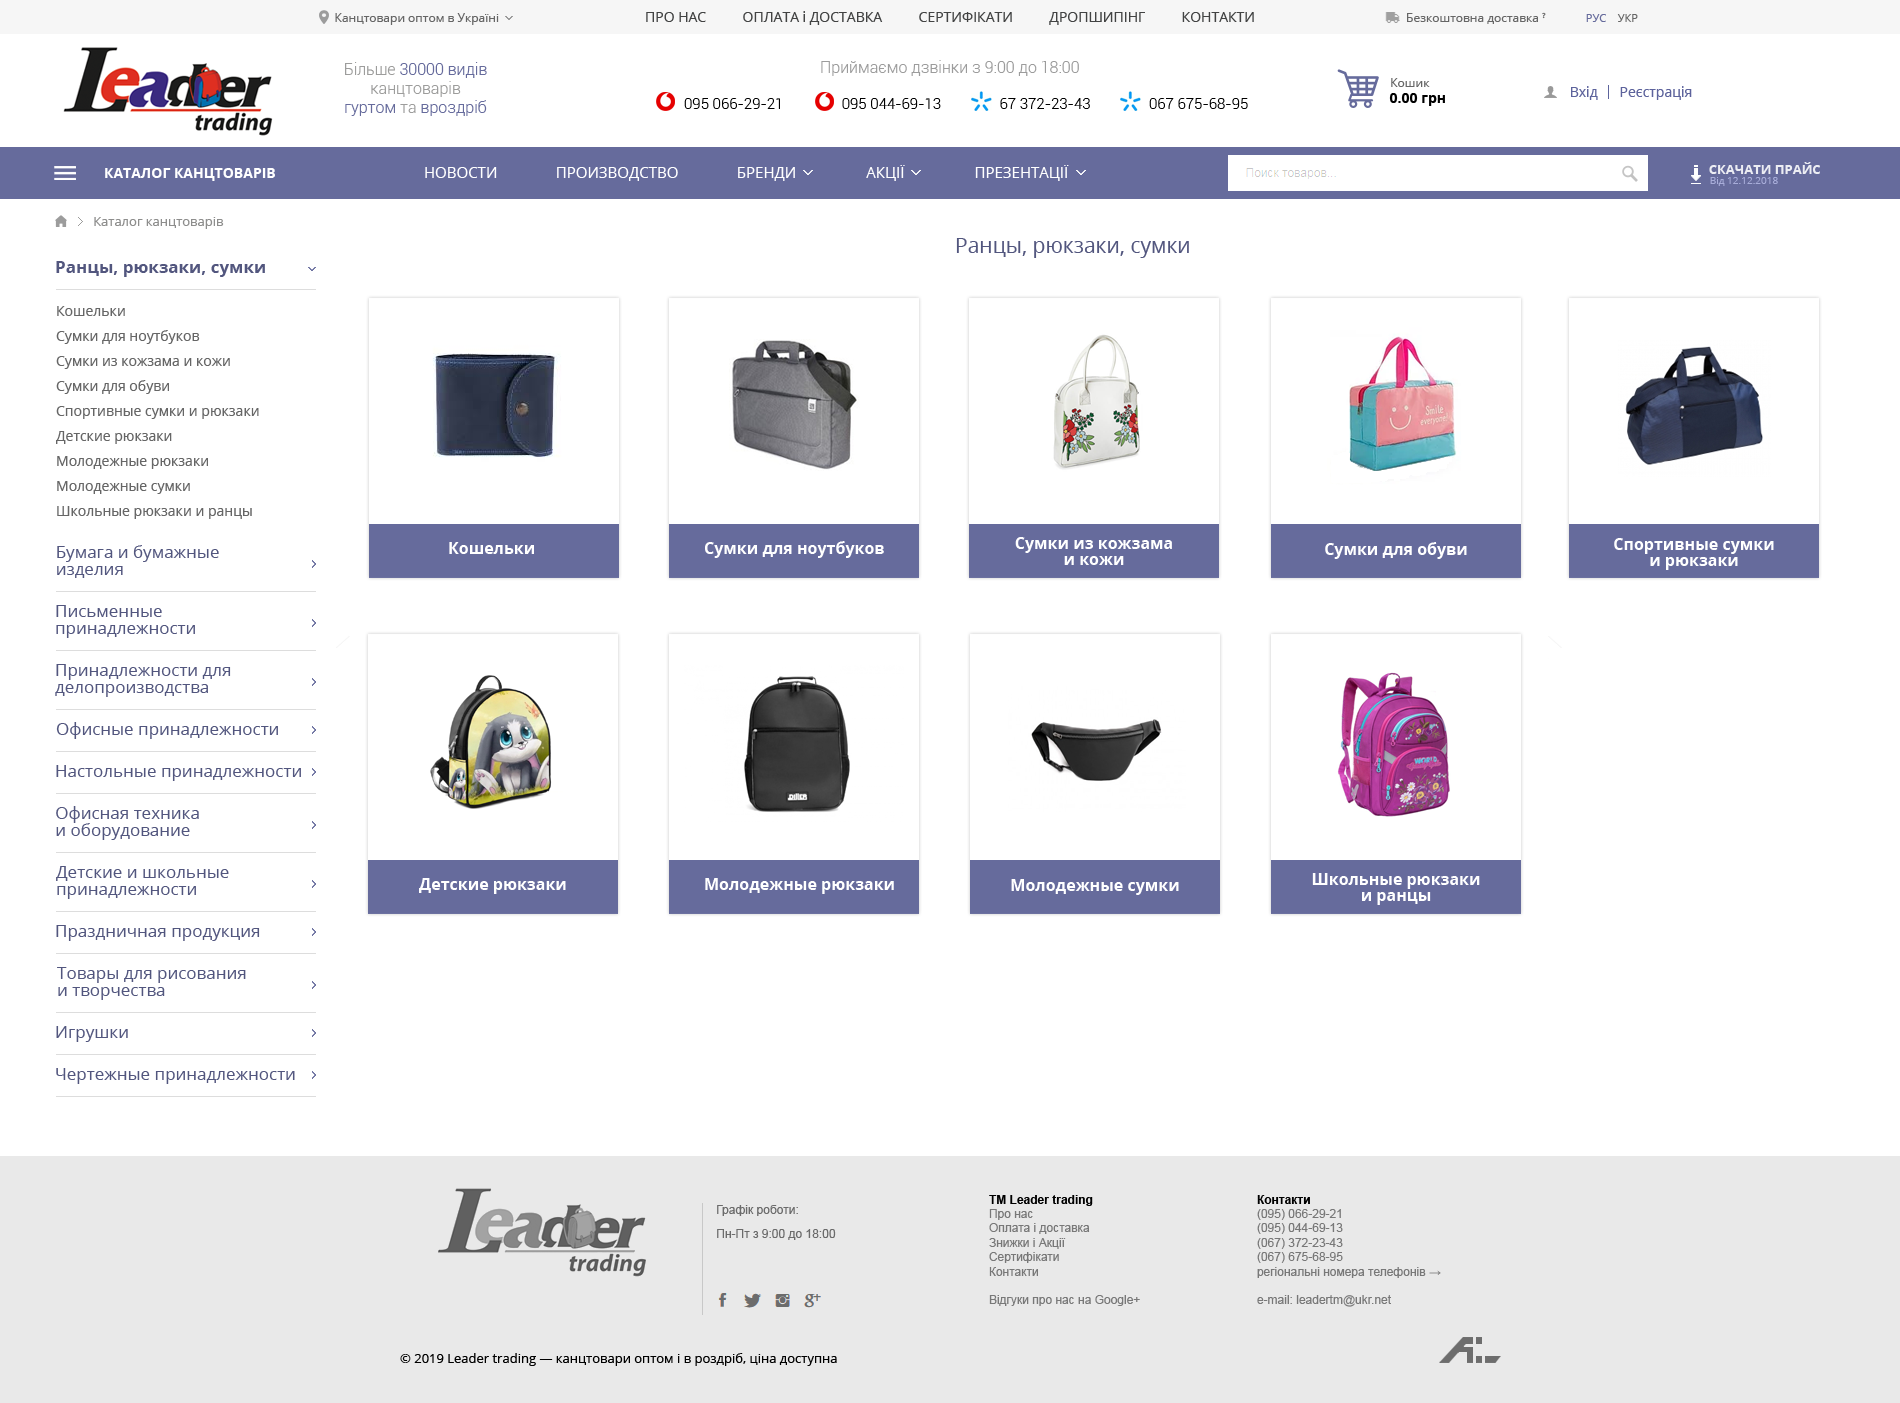 Канцтовари оптом в Україні
ПРО НАС
ОПЛАТА і ДОСТАВКА
СЕРТИФІКАТИ
ДРОПШИПІНГ
КОНТАКТИ
Безкоштовна доставка ?
РУС
УКР
Leader
trading
Більше 30000 видів
канцтоварів
гуртом та вроздріб
Приймаємо дзвінки з 9:00 до 18:00
095 066-29-21
095 044-69-13
67 372-23-43
067 675-68-95
Кошик
0.00 грн
Вхід | Реєстрація
КАТАЛОГ КАНЦТОВАРІВ
НОВОСТИ
ПРОИЗВОДСТВО
БРЕНДИ
АКЦІЇ
ПРЕЗЕНТАЦІЇ
Поиск товаров...
СКАЧАТИ ПРАЙС
Від 12.12.2018
Каталог канцтоварів
Ранцы, рюкзаки, сумки
Ранцы, рюкзаки, сумки
Кошельки
Сумки для ноутбуков
Сумки из кожзама и кожи
Сумки для обуви
Спортивные сумки и рюкзаки
Детские рюкзаки
Молодежные рюкзаки
Молодежные сумки
Школьные рюкзаки и ранцы
Бумага и бумажные
изделия
Письменные
принадлежности
Принадлежности для
делопроизводства
Офисные принадлежности
Настольные принадлежности
Офисная техника
и оборудование
Детские и школьные
принадлежности
Праздничная продукция
Товары для рисования
и творчества
Игрушки
Чертежные принадлежности
Smile
everyone!
Кошельки
Сумки для ноутбуков
Сумки из кожзама
и кожи
Сумки для обуви
Спортивные сумки
и рюкзаки
WORLD
Детские рюкзаки
Молодежные рюкзаки
Молодежные сумки
Школьные рюкзаки
и ранцы
Leader
trading
Графік роботи:
Пн-Пт з 9:00 до 18:00
ТМ Leader trading
Про нас
Оплата і доставка
Знижки і Акції
Сертифікати
Контакти
Відгуки про нас на Google+
Контакти
(095) 066-29-21
(095) 044-69-13
(067) 372-23-43
(067) 675-68-95
регіональні номера телефонів →
e-mail: leadertm@ukr.net
© 2019 Leader trading — канцтовари оптом і в роздріб, ціна доступна